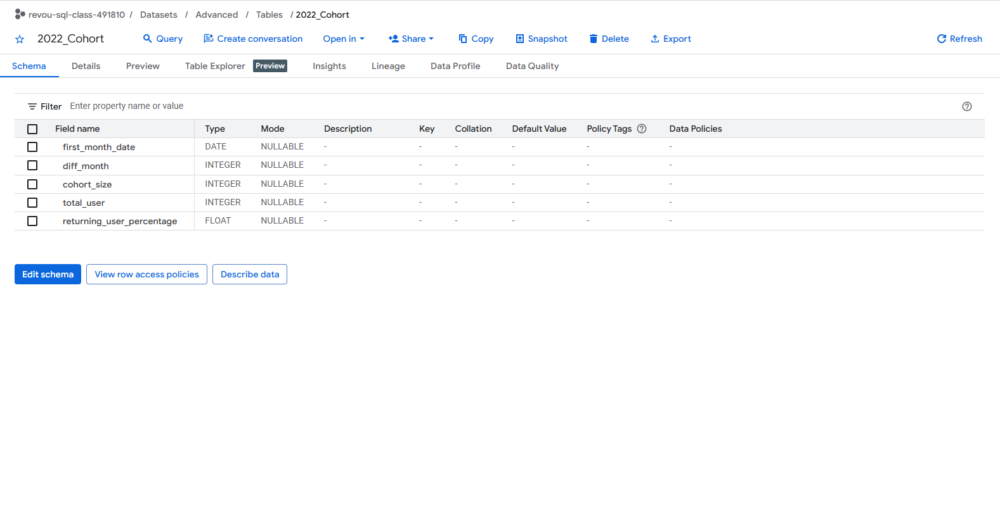 revou-sql-class-491810 / Datasets / Advanced / Tables / 2022_Cohort
2022_Cohort Query Create conversation Open in Share Copy Snapshot Delete Export Refresh
Schema Details Preview Table Explorer Preview Insights Lineage Data Profile Data Quality
Filter Enter property name or value
Field name Type Mode Description Key Collation Default Value Policy Tags Data Policies
first_month_date DATE NULLABLE - - - - - -
diff_month INTEGER NULLABLE - - - - - -
cohort_size INTEGER NULLABLE - - - - - -
total_user INTEGER NULLABLE - - - - - -
returning_user_percentage FLOAT NULLABLE - - - - - -
Edit schema View row access policies Describe data